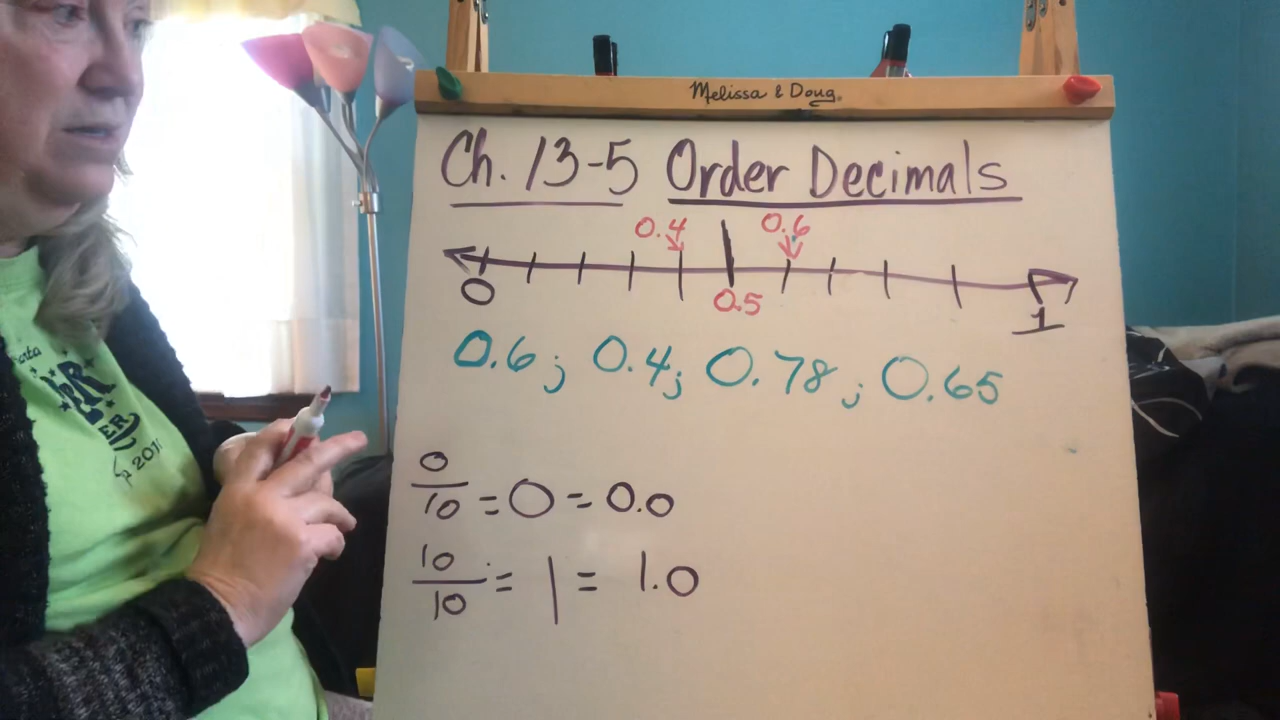 Melissa & Doug
Ch. 13-5 Order Decimals
0.4 0.6
0 0.5 1
0.6; 0.4; 0.78; 0.65
0/10 = 0 = 0.0
10/10 = 1 = 1.0